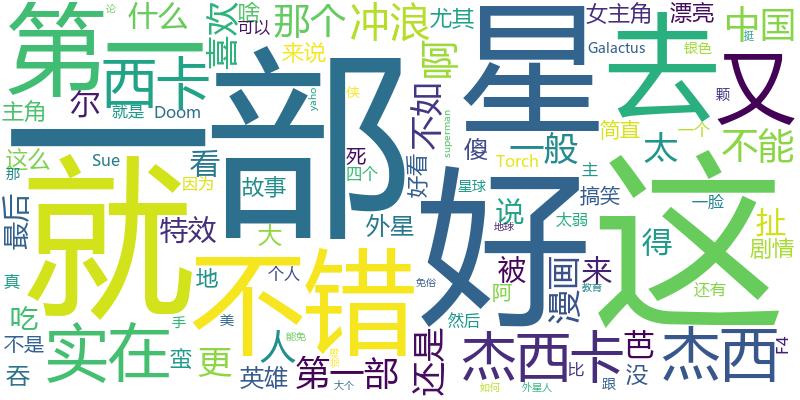 第一
什么
啥
那个
冲浪
尤其
女主角
漂亮
中国
喜欢
可以
来说
啊
Galactus
银色
挺
论
西卡
一部
星
去
又
主角
尔
就是
Doom
yaho
侠
不如
superman
傻
一般
简直
颗
一个
不能
这么
Sue
看
死
四个
好看
Torch
太
主
那
因为
故事
就
好
这
星球
搞笑
一脸
最后
特效
外星
说
太弱
得
扯
剧情
大
不错
被
地球
漫画
来
真
地
个人
免俗
阿
教育
还有
吃
手
美
然后
不是
实在
蛮
更
人
第一部
还是
杰西卡
芭
杰西
F4
吞
英雄
大个
能免
如何
外星人
比
没
跟